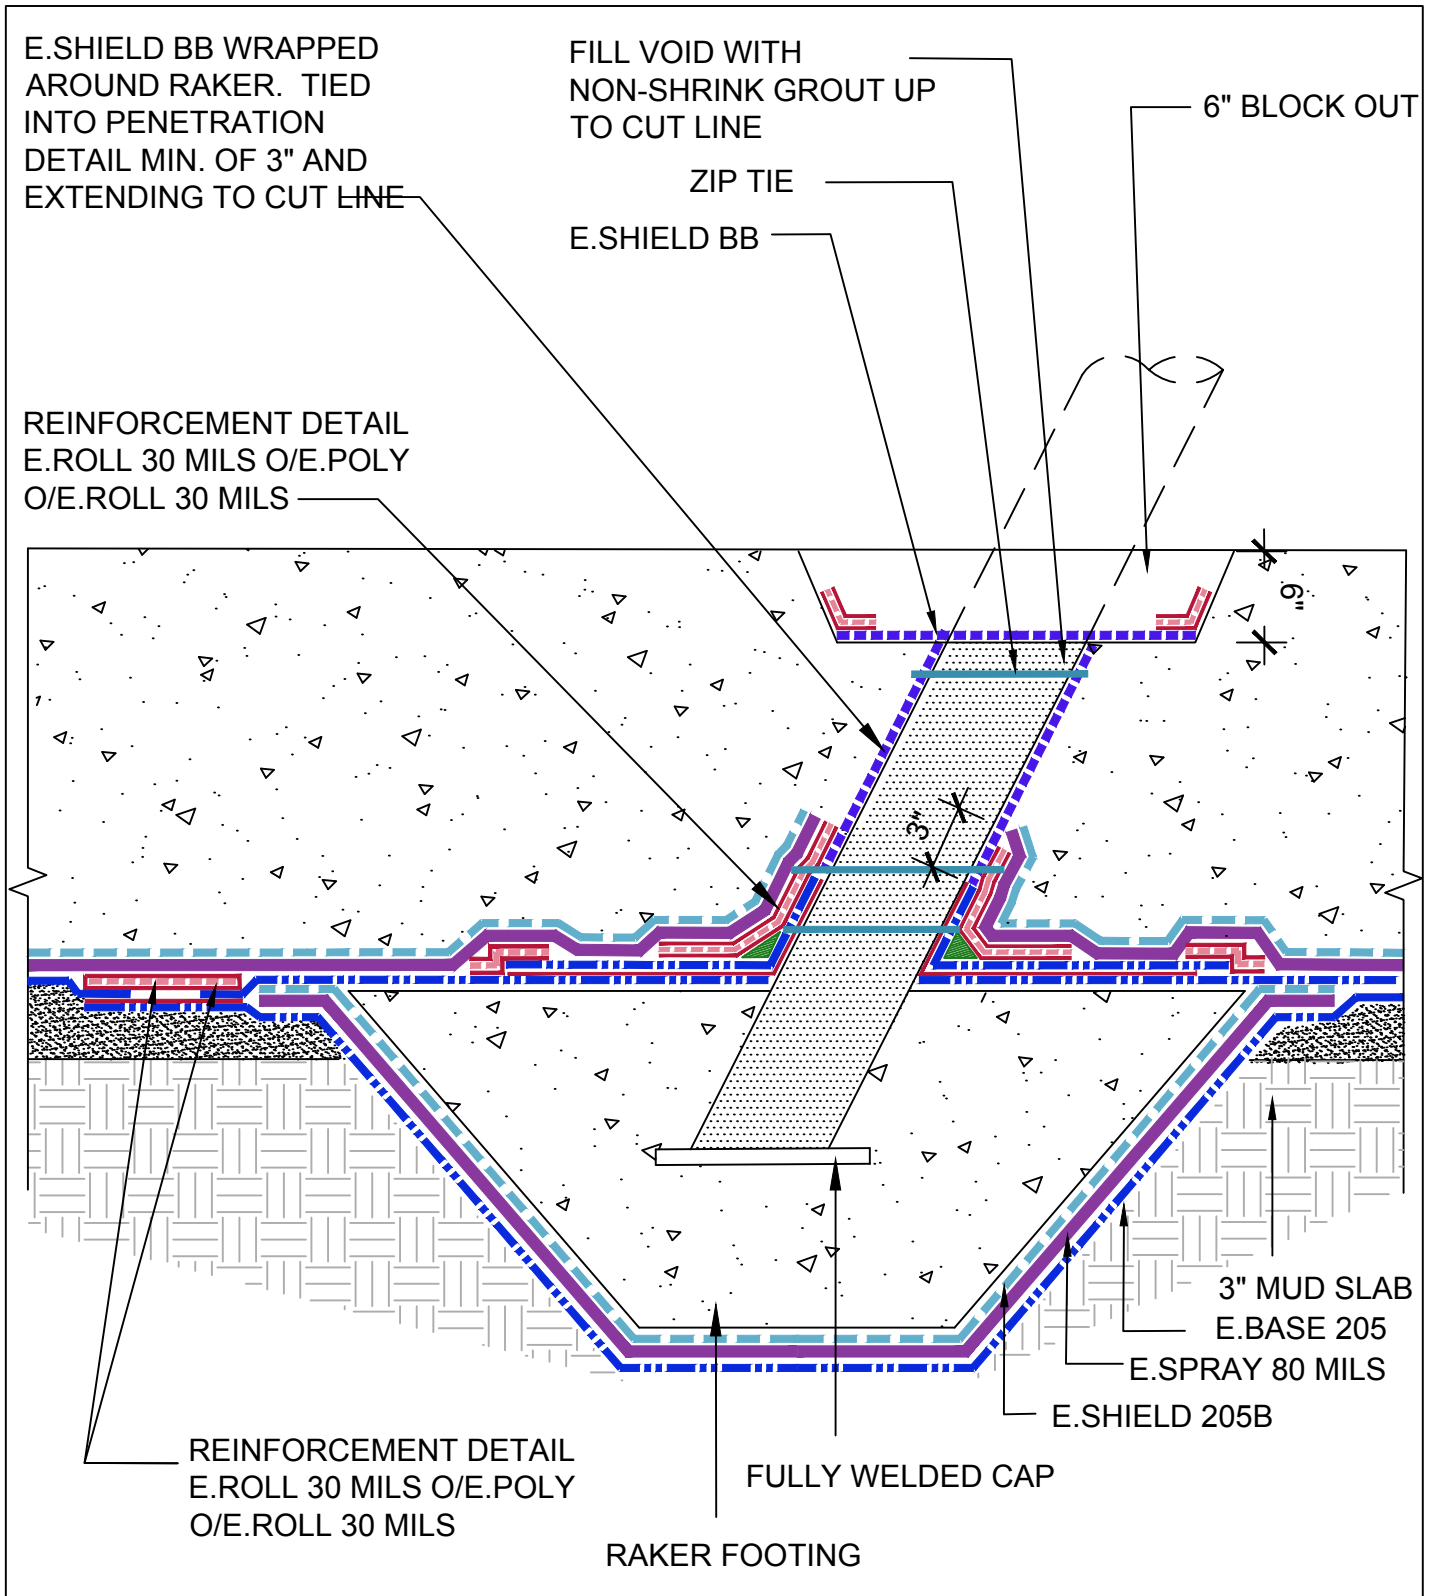 E.SHIELD BB WRAPPED
AROUND RAKER. TIED
INTO PENETRATION
DETAIL MIN. OF 3" AND
EXTENDING TO CUT LINE
FILL VOID WITH
NON-SHRINK GROUT UP
TO CUT LINE
6" BLOCK OUT
ZIP TIE
E.SHIELD BB
REINFORCEMENT DETAIL
E.ROLL 30 MILS O/E.POLY
O/E.ROLL 30 MILS
6"
3"
3" MUD SLAB
E.BASE 205
E.SPRAY 80 MILS
E.SHIELD 205B
REINFORCEMENT DETAIL
E.ROLL 30 MILS O/E.POLY
O/E.ROLL 30 MILS
FULLY WELDED CAP
RAKER FOOTING